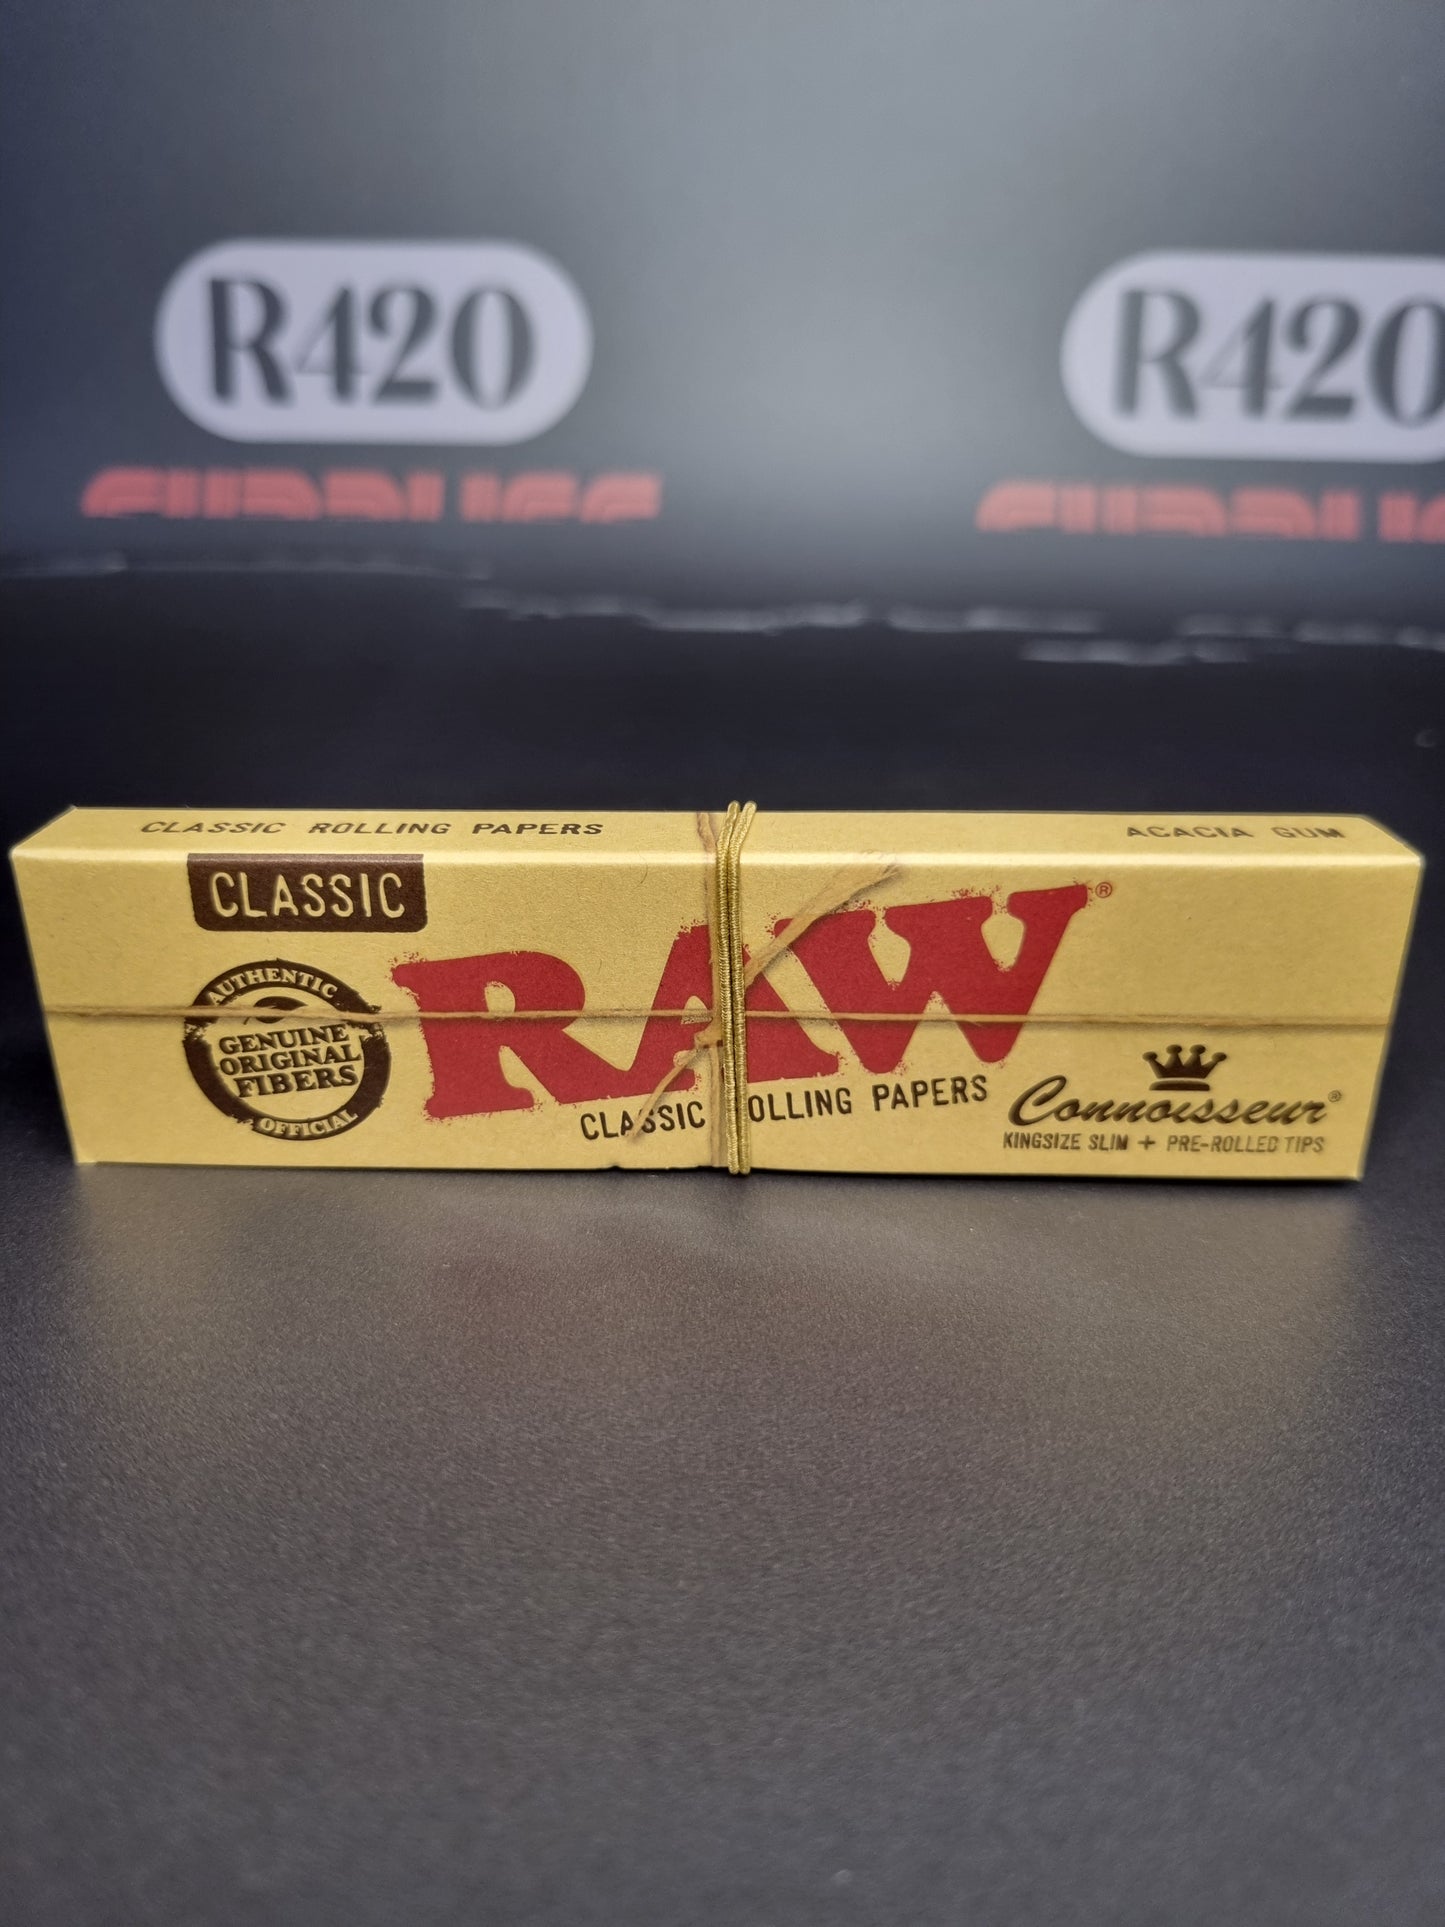 R420
R420
CLASSIC ROLLING PAPERS
ACACIA GUM
CLASSIC
RAW®
AUTHENTIC
GENUINE
ORIGINAL
FIBERS
OFFICIAL
CLASSIC ROLLING PAPERS
Connoisseur®
KINGSIZE SLIM + PRE-ROLLED TIPS